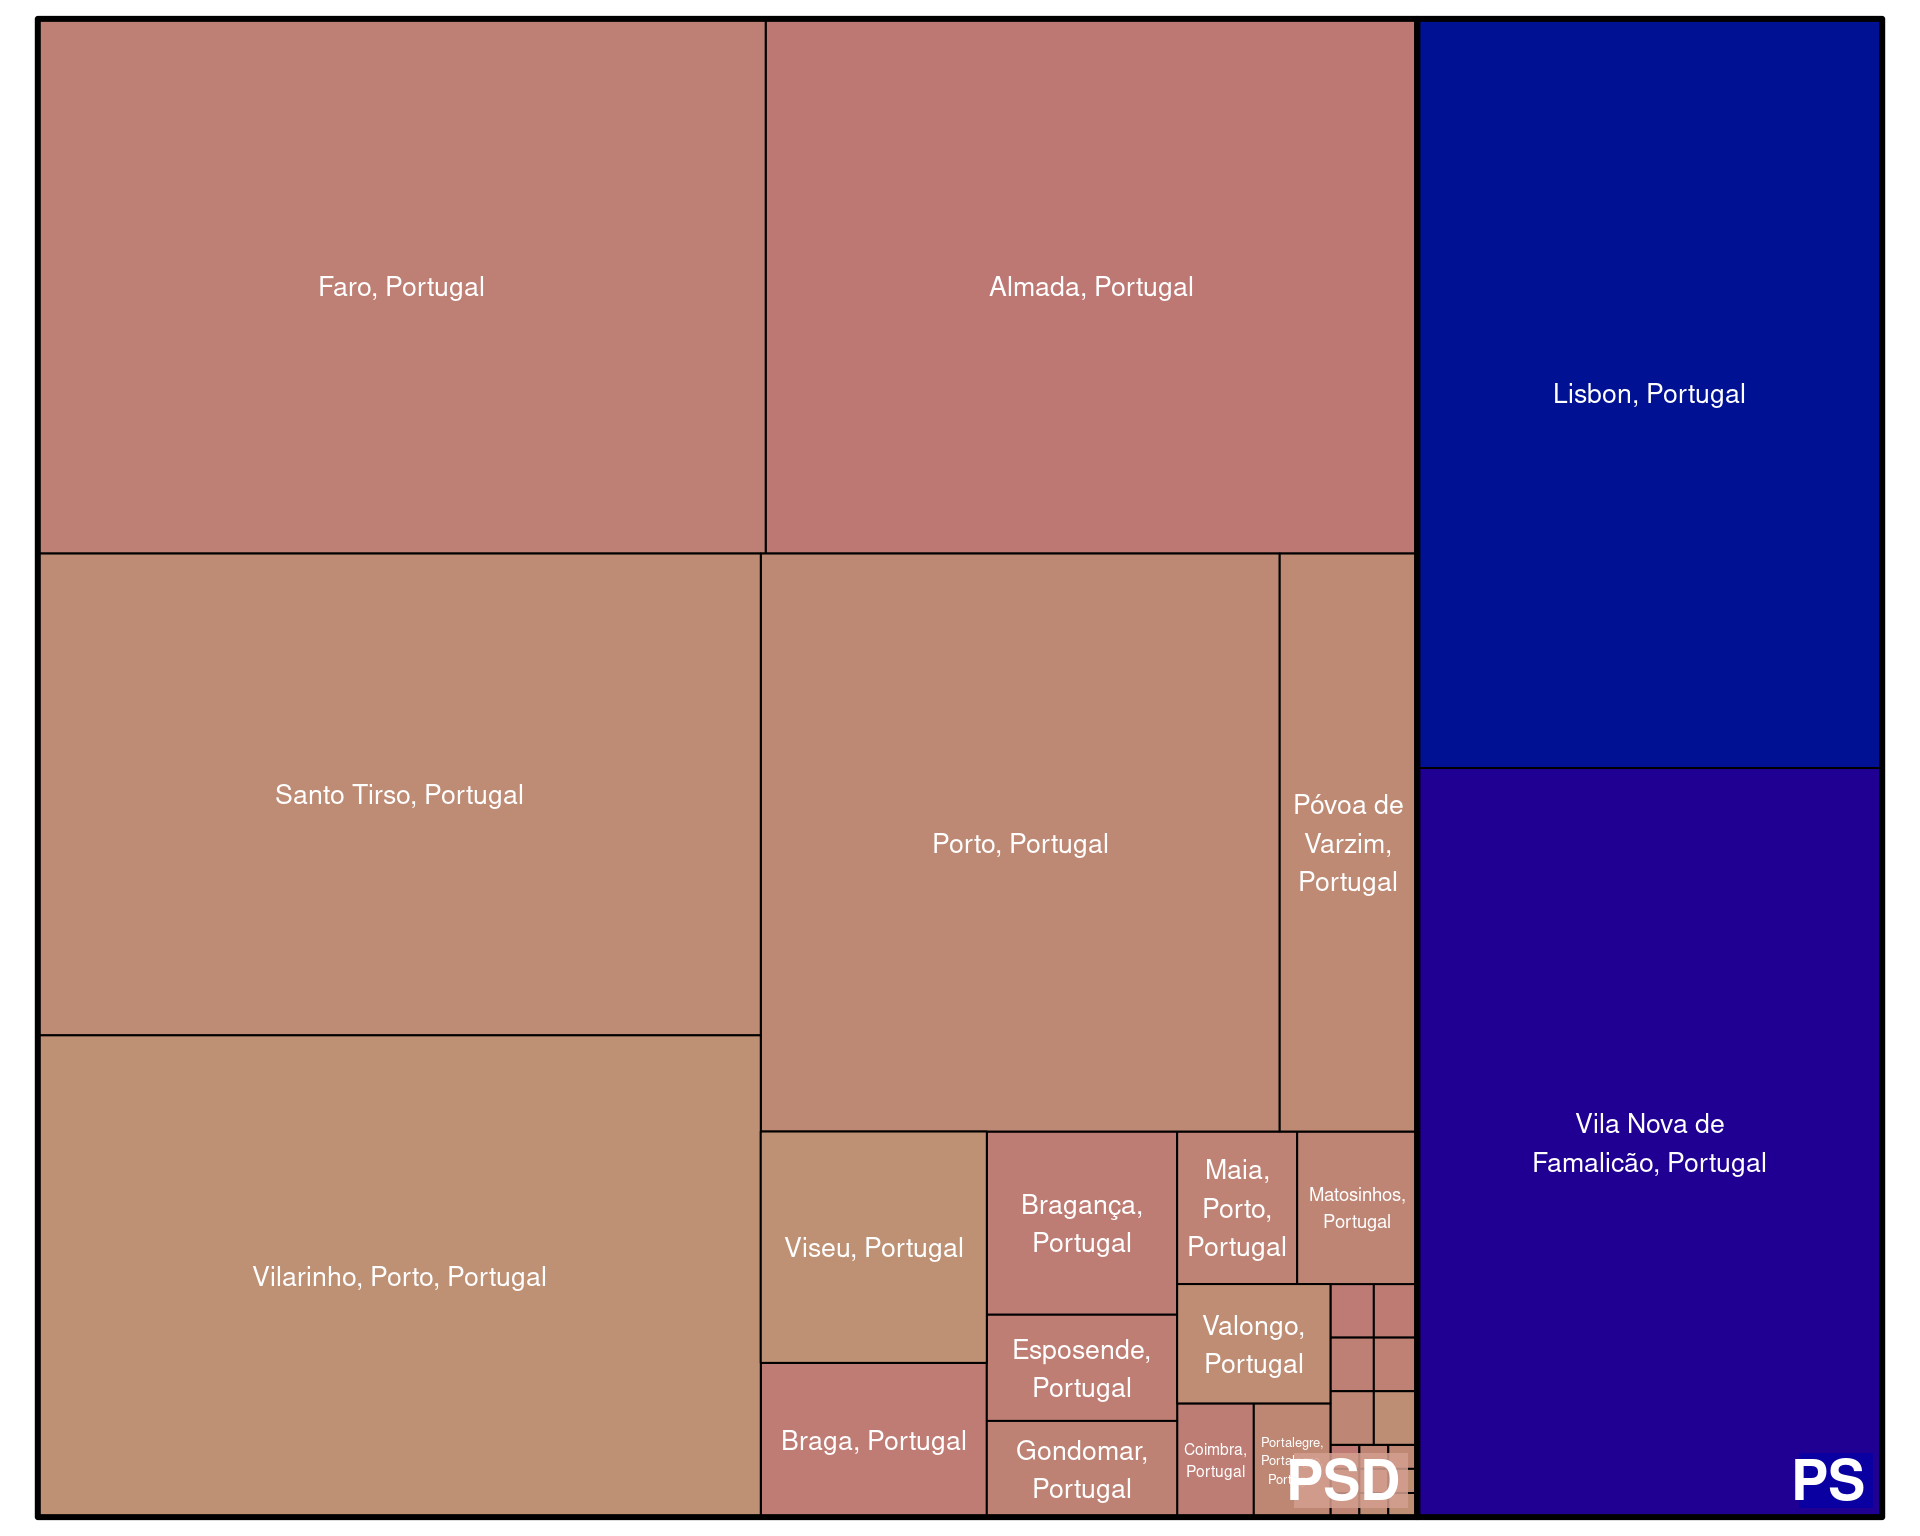 Faro, Portugal
Almada, Portugal
Lisbon, Portugal
Santo Tirso, Portugal
Porto, Portugal
Póvoa de
Varzim,
Portugal
Vila Nova de
Famalicão, Portugal
Vilarinho, Porto, Portugal
Viseu, Portugal
Bragança,
Portugal
Maia,
Porto,
Portugal
Matosinhos,
Portugal
Esposende,
Portugal
Valongo,
Portugal
Braga, Portugal
Gondomar,
Portugal
Coimbra,
Portugal
Portalegre,
PSD
PS